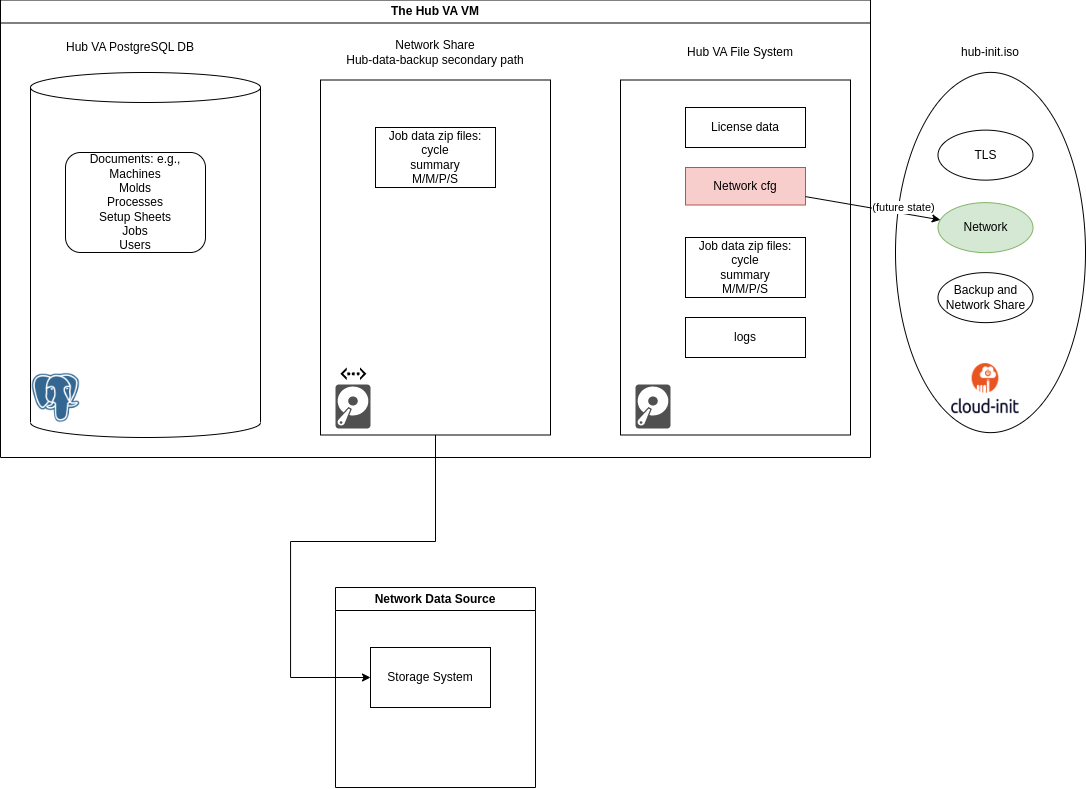 The Hub VA VM
Hub VA PostgreSQL DB
Documents: e.g.,
Machines
Molds
Processes
Setup Sheets
Jobs
Users
Network Share
Hub-data-backup secondary path
Job data zip files:
cycle
summary
M/M/P/S
Hub VA File System
License data
Network cfg
(future state)
Job data zip files:
cycle
summary
M/M/P/S
logs
hub-init.iso
TLS
Network
Backup and
Network Share
cloud-init
Network Data Source
Storage System